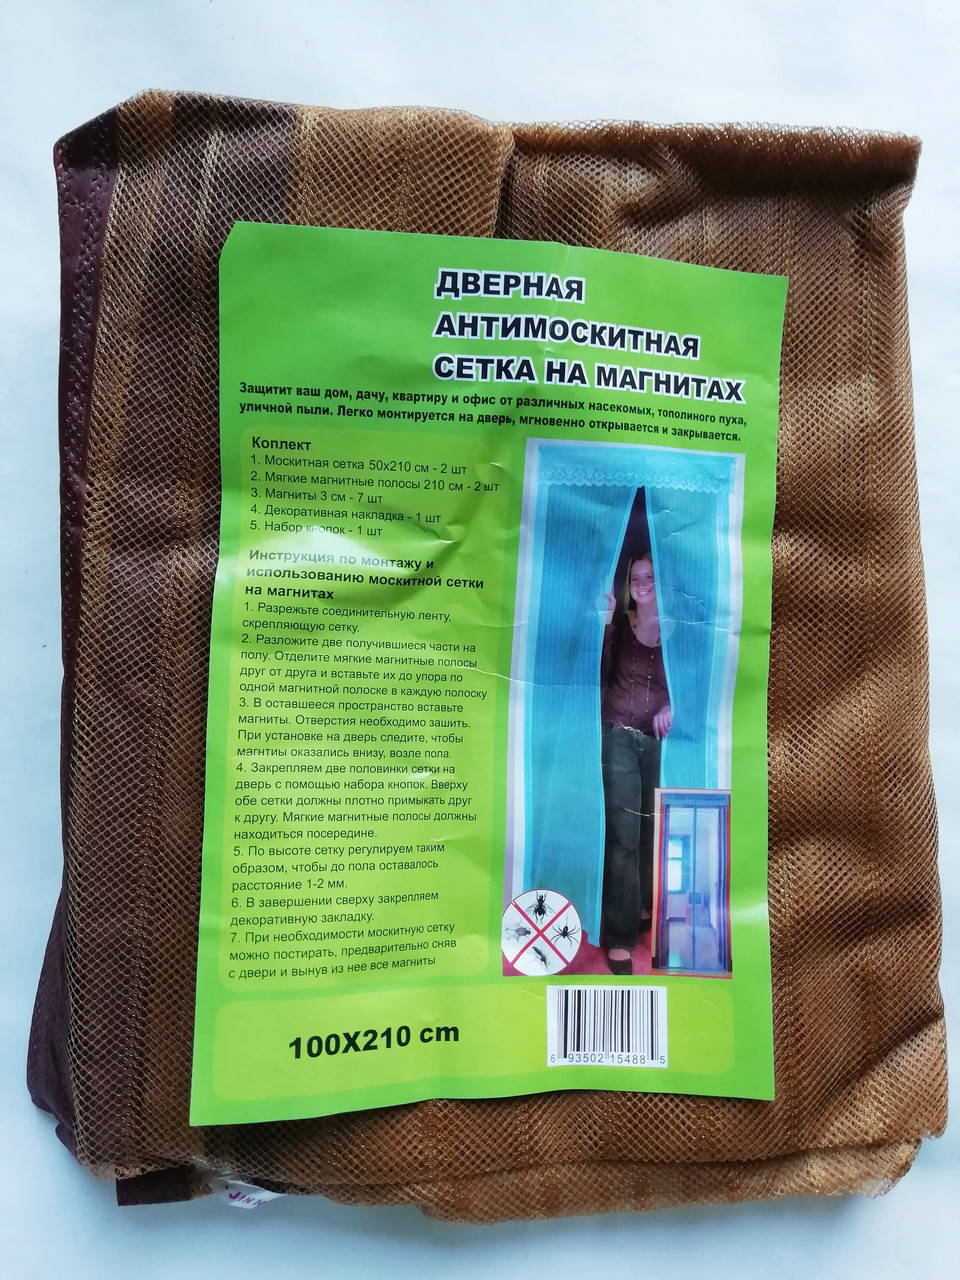 ДВЕРНАЯ
АНТИМОСКИТНАЯ
СЕТКА НА МАГНИТАХ
Защитит ваш дом, дачу, квартиру и офис от различных насекомых, тополиного пуха,
уличной пыли. Легко монтируется на дверь, мгновенно открывается и закрывается.
Коплект
1. Москитная сетка 50х210 см - 2 шт
2. Мягкие магнитные полосы 210 см - 2 шт
3. Магниты 3 см - 7 шт
4. Декоративная накладка - 1 шт
5. Набор кнопок - 1 шт
Инструкция по монтажу и
использованию москитной сетки
на магнитах
1. Разрежьте соединительную ленту,
скрепляющую сетку.
2. Разложите две получившиеся части на
полу. Отделите мягкие магнитные полосы
друг от друга и вставьте их до упора по
одной магнитной полоске в каждую полоску
3. В оставшееся пространство вставьте
магниты. Отверстия необходимо зашить.
При установке на дверь следите, чтобы
магнтиы оказались внизу, возле пола.
4. Закрепляем две половинки сетки на
дверь с помощью набора кнопок. Вверху
обе сетки должны плотно примыкать друг
к другу. Мягкие магнитные полосы должны
находиться посередине.
5. По высоте сетку регулируем таким
образом, чтобы до пола оставалось
расстояние 1-2 мм.
6. В завершении сверху закрепляем
декоративную закладку.
7. При необходимости москитную сетку
можно постирать, предварительно сняв
с двери и вынув из нее все магниты
100X210 cm
6 93502 15488 5